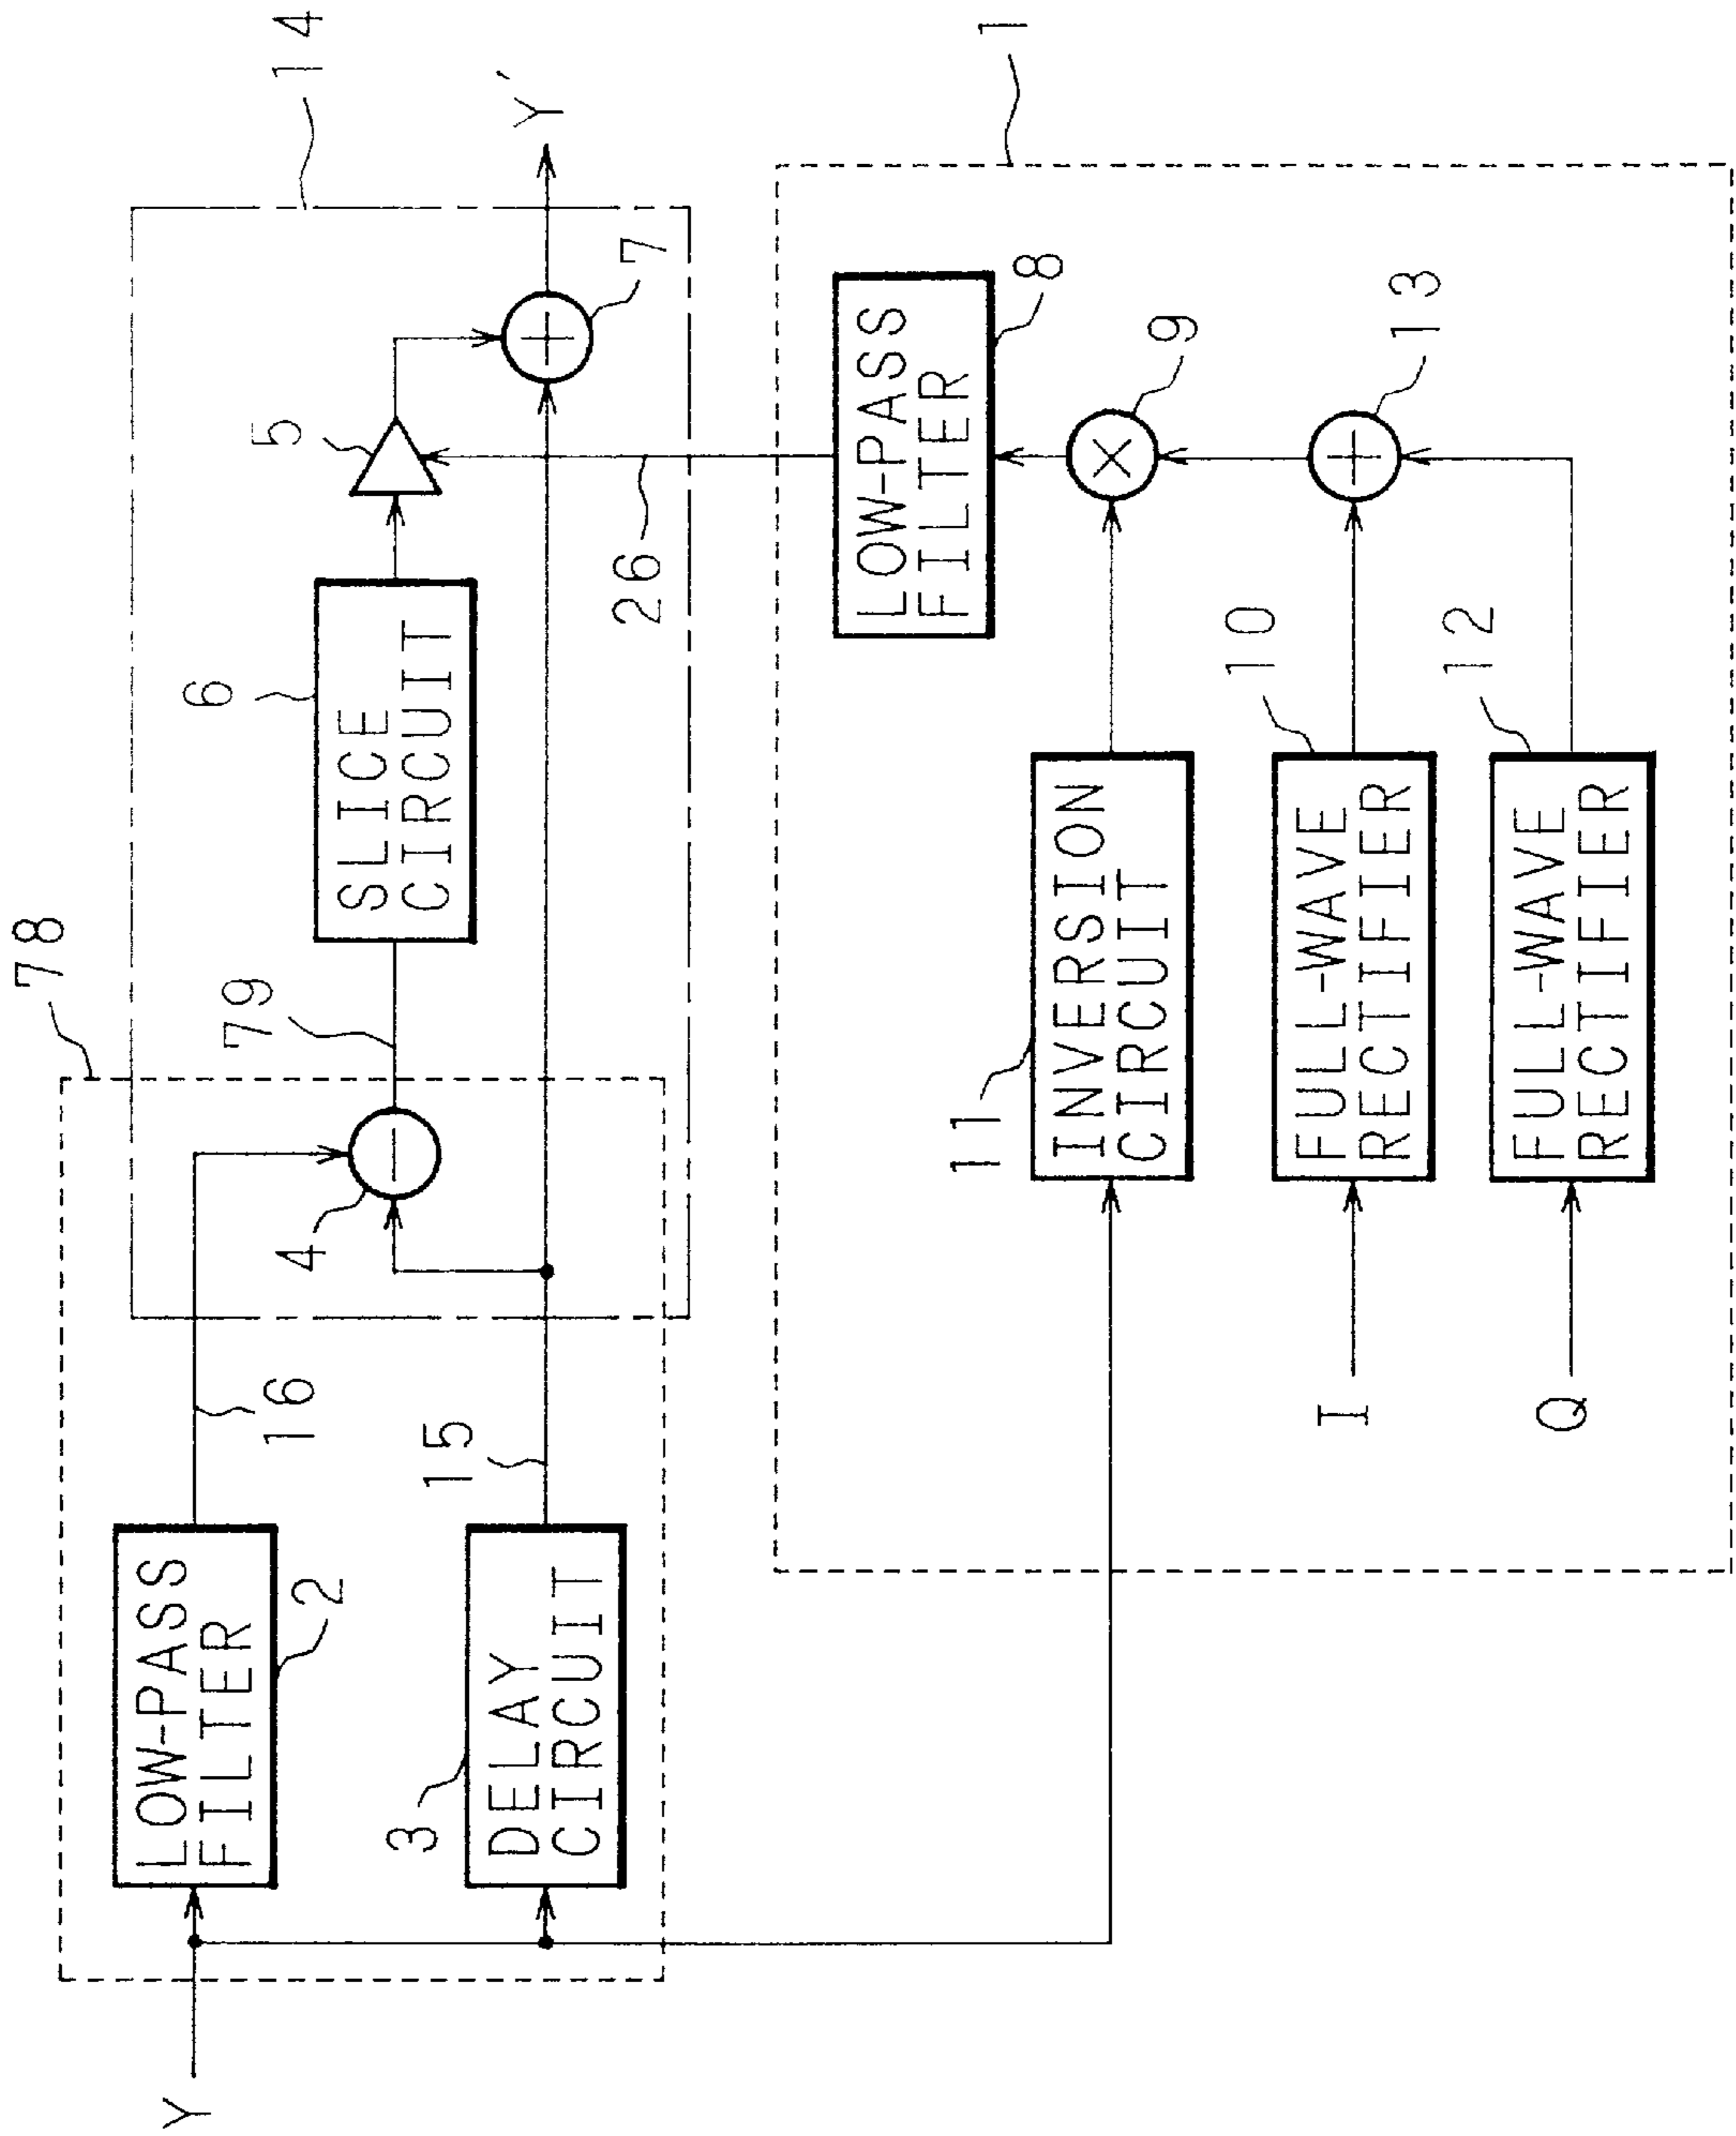 78
14
LOW-PASS
FILTER
2
16
4
79
6
SLICE
CIRCUIT
5
7
Y
Y'
3
DELAY
CIRCUIT
15
26
1
LOW-PASS
FILTER
8
11
INVERSION
CIRCUIT
9
10
FULL-WAVE
RECTIFIER
I
13
12
FULL-WAVE
RECTIFIER
Q